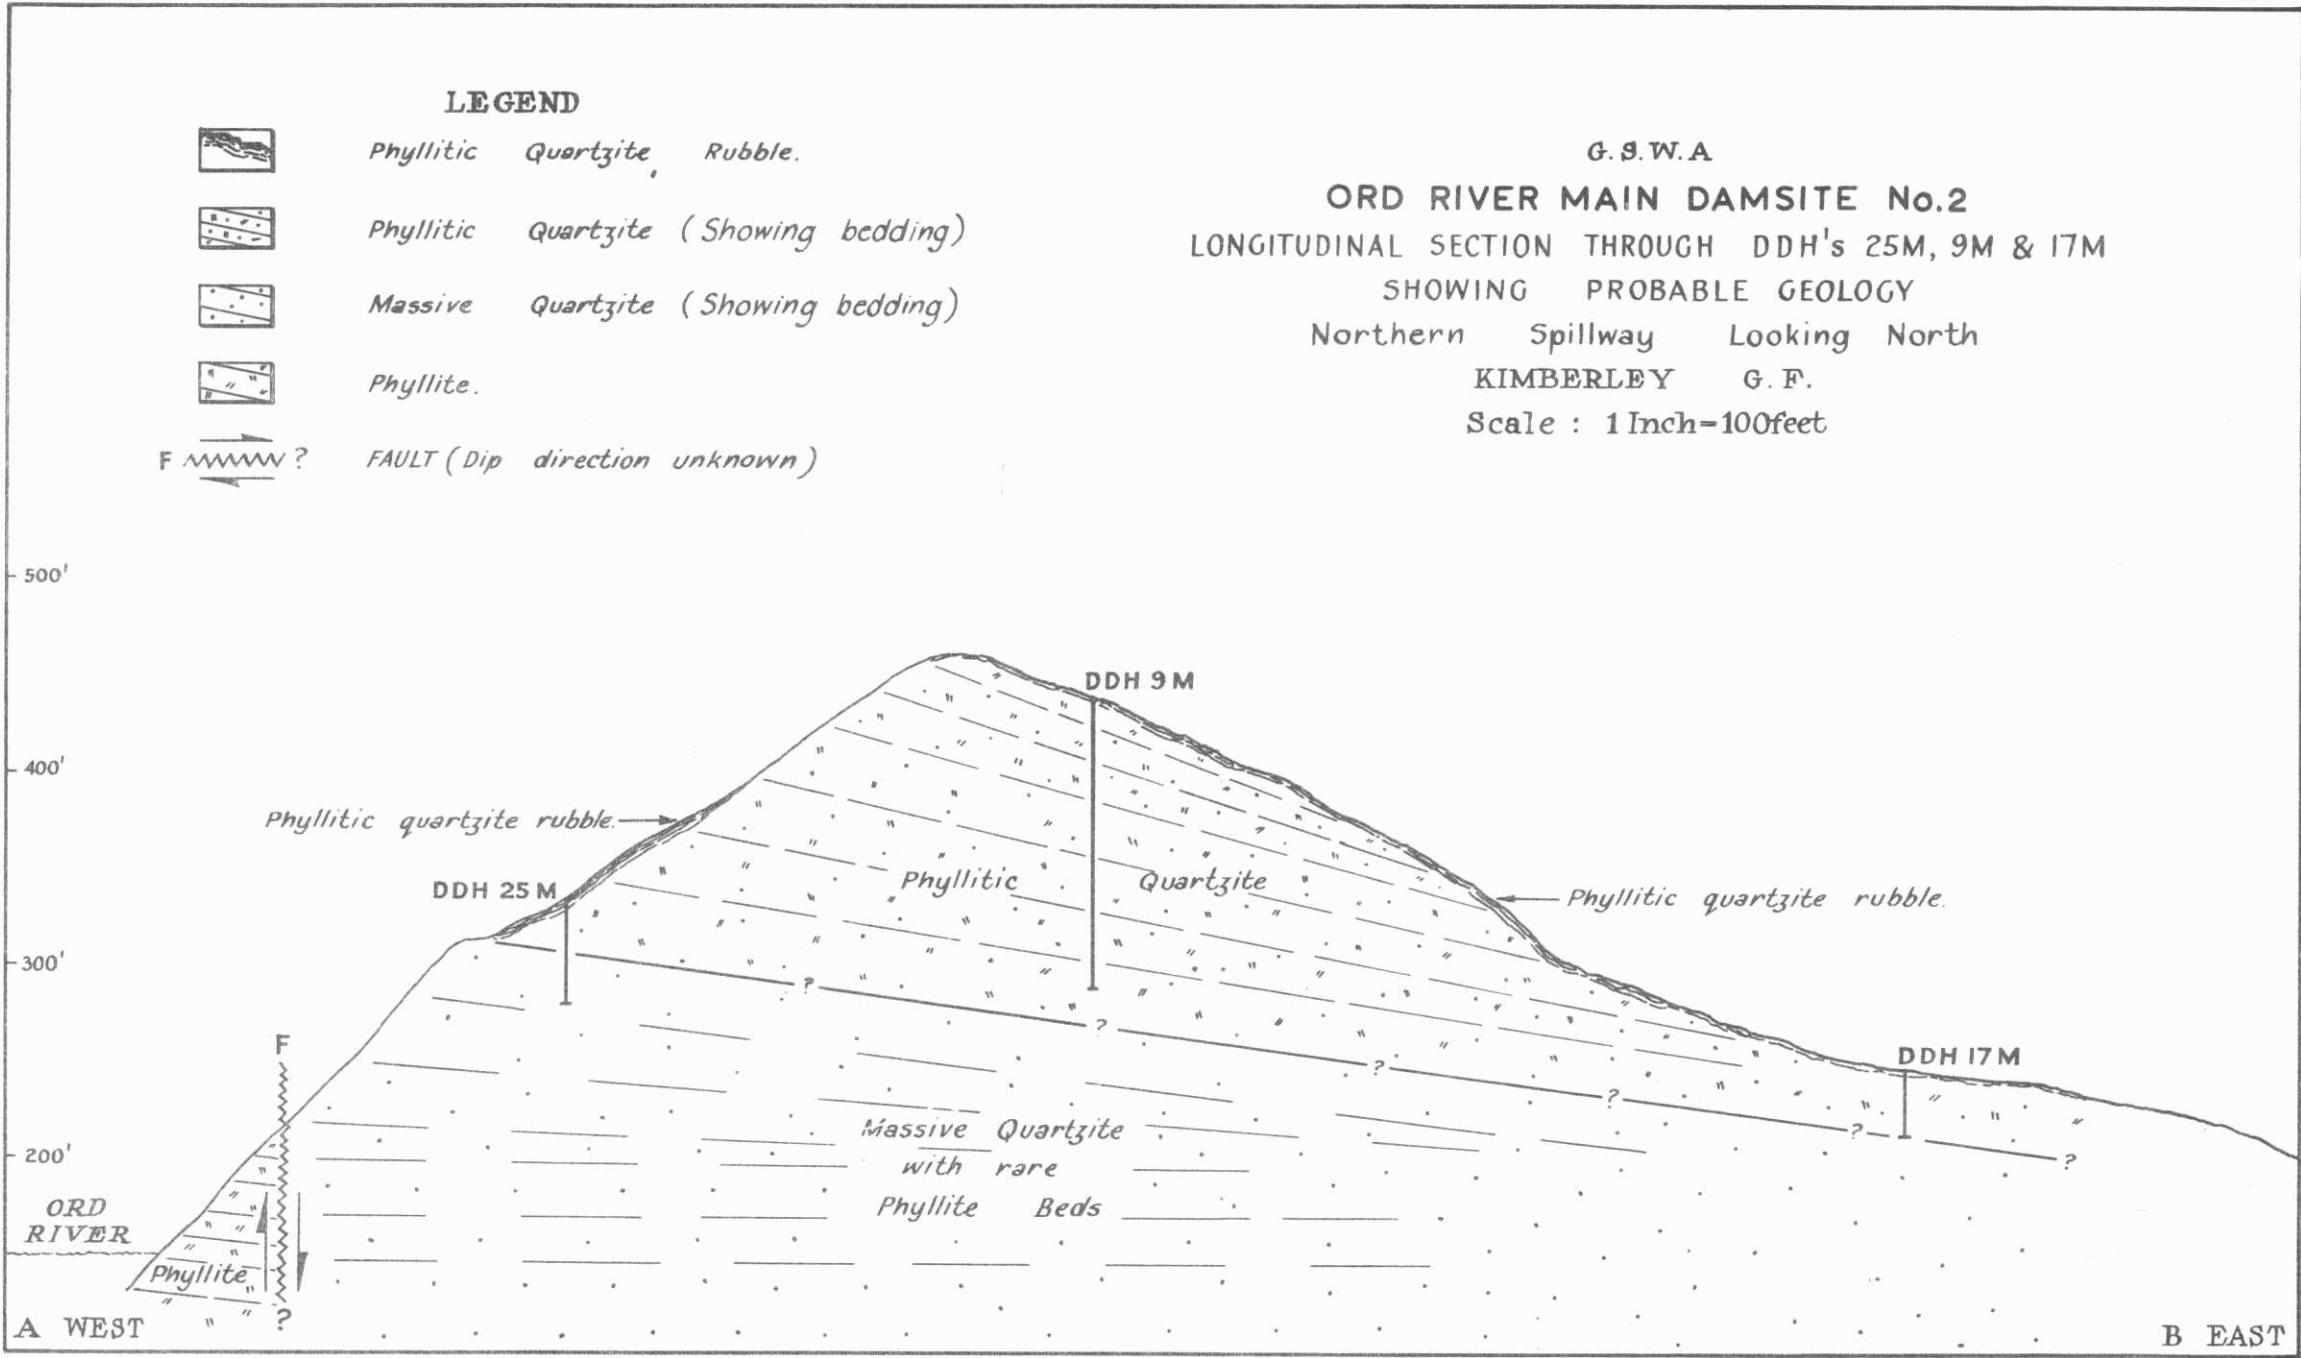 LEGEND
Phyllitic Quartzite Rubble.
Phyllitic Quartzite (Showing bedding)
Massive Quartzite (Showing bedding)
Phyllite.
F ? FAULT (Dip direction unknown)
G.S.W.A
ORD RIVER MAIN DAMSITE No.2
LONGITUDINAL SECTION THROUGH DDH's 25M, 9M & 17M
SHOWING PROBABLE GEOLOGY
Northern Spillway Looking North
KIMBERLEY G.F.
Scale : 1 Inch=100feet
500'
400'
300'
200'
DDH 9M
Phyllitic quartzite rubble.
DDH 25M
Phyllitic Quartzite
Phyllitic quartzite rubble.
?
?
?
?
?
?
F
DDH 17M
Massive Quartzite
with rare
Phyllite Beds
ORD
RIVER
Phyllite
?
A WEST
B EAST